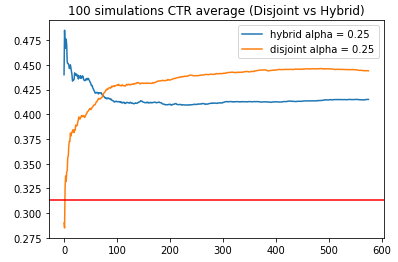 100 simulations CTR average (Disjoint vs Hybrid)
hybrid alpha = 0.25
disjoint alpha = 0.25
0.475
0.450
0.425
0.400
0.375
0.350
0.325
0.300
0.275
0 100 200 300 400 500 600